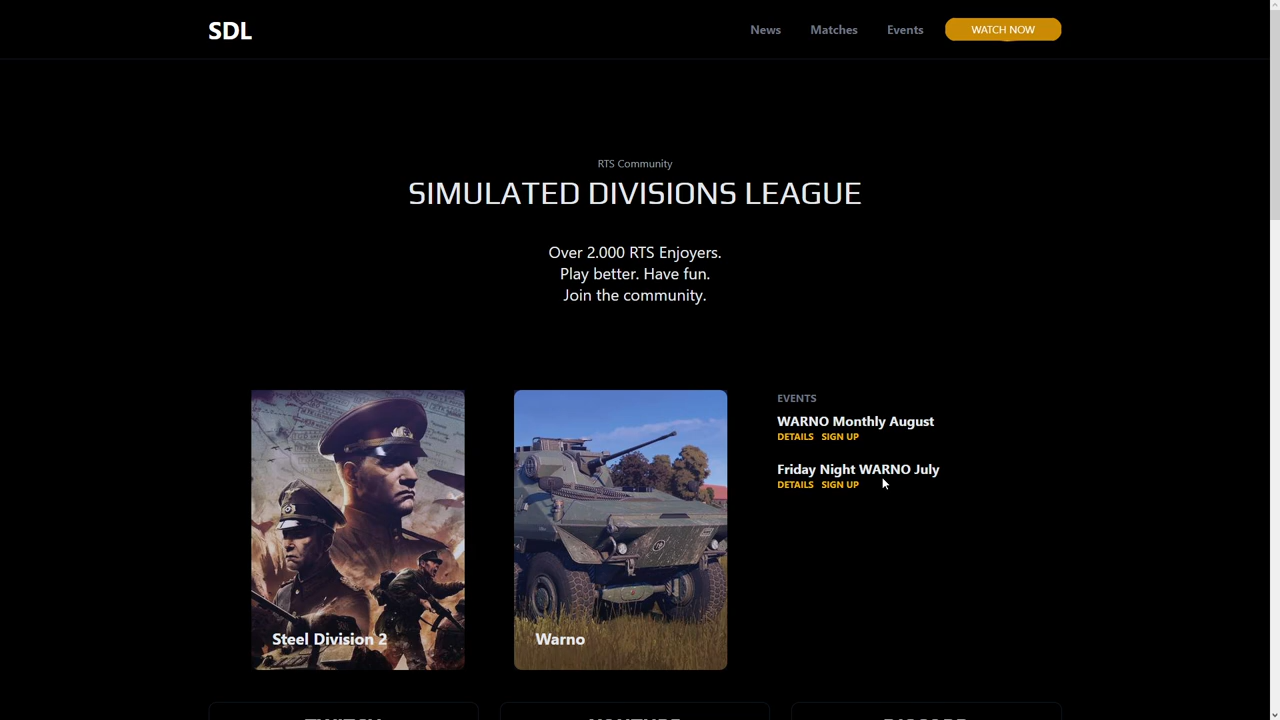 SDL
News
Matches
Events
WATCH NOW
RTS Community
SIMULATED DIVISIONS LEAGUE
Over 2.000 RTS Enjoyers.
Play better. Have fun.
Join the community.
Steel Division 2
Warno
EVENTS
WARNO Monthly August
DETAILS SIGN UP
Friday Night WARNO July
DETAILS SIGN UP